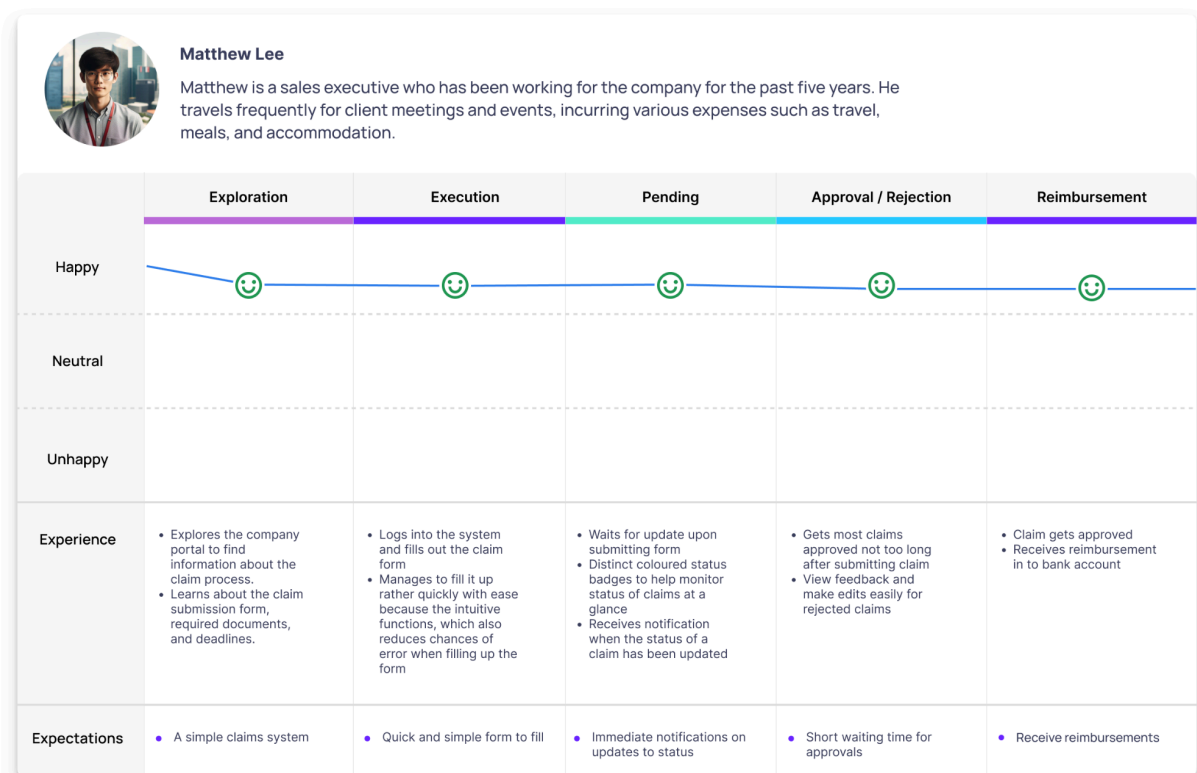 Matthew Lee
Matthew is a sales executive who has been working for the company for the past five years. He
travels frequently for client meetings and events, incurring various expenses such as travel,
meals, and accommodation.
Exploration
Execution
Pending
Approval / Rejection
Reimbursement
Happy
Neutral
Unhappy
Experience
• Explores the company
portal to find
information about the
claim process.
• Learns about the claim
submission form,
required documents,
and deadlines.
• Logs into the system
and fills out the claim
form
• Manages to fill it up
rather quickly with ease
because the intuitive
functions, which also
reduces chances of
error when filling up the
form
• Waits for update upon
submitting form
• Distinct coloured status
badges to help monitor
status of claims at a
glance
• Receives notification
when the status of a
claim has been updated
• Gets most claims
approved not too long
after submitting claim
• View feedback and
make edits easily for
rejected claims
• Claim gets approved
• Receives reimbursement
in to bank account
Expectations
• A simple claims system
• Quick and simple form to fill
• Immediate notifications on
updates to status
• Short waiting time for
approvals
• Receive reimbursements